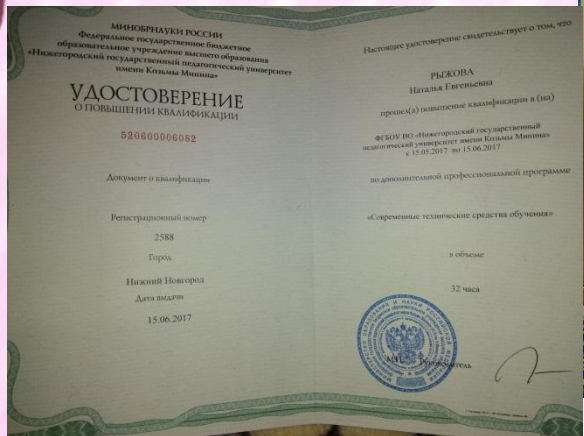 МИНОБРНАУКИ РОССИИ
Федеральное государственное бюджетное
образовательное учреждение высшего образования
«Нижегородский государственный педагогический университет
имени Козьмы Минина»
УДОСТОВЕРЕНИЕ
О ПОВЫШЕНИИ КВАЛИФИКАЦИИ
520600006082
Документ о квалификации
Регистрационный номер
2588
Город
Нижний Новгород
Дата выдачи
15.06.2017
Настоящее удостоверение свидетельствует о том, что
РЫЖОВА
Наталья Евгеньевна
прошел(а) повышение квалификации в (на)
ФГБОУ ВО «Нижегородский государственный
педагогический университет имени Козьмы Минина»
с 15.05.2017 по 15.06.2017
по дополнительной профессиональной программе
«Современные технические средства обучения»
в объеме
32 часа
М.П. Руководитель